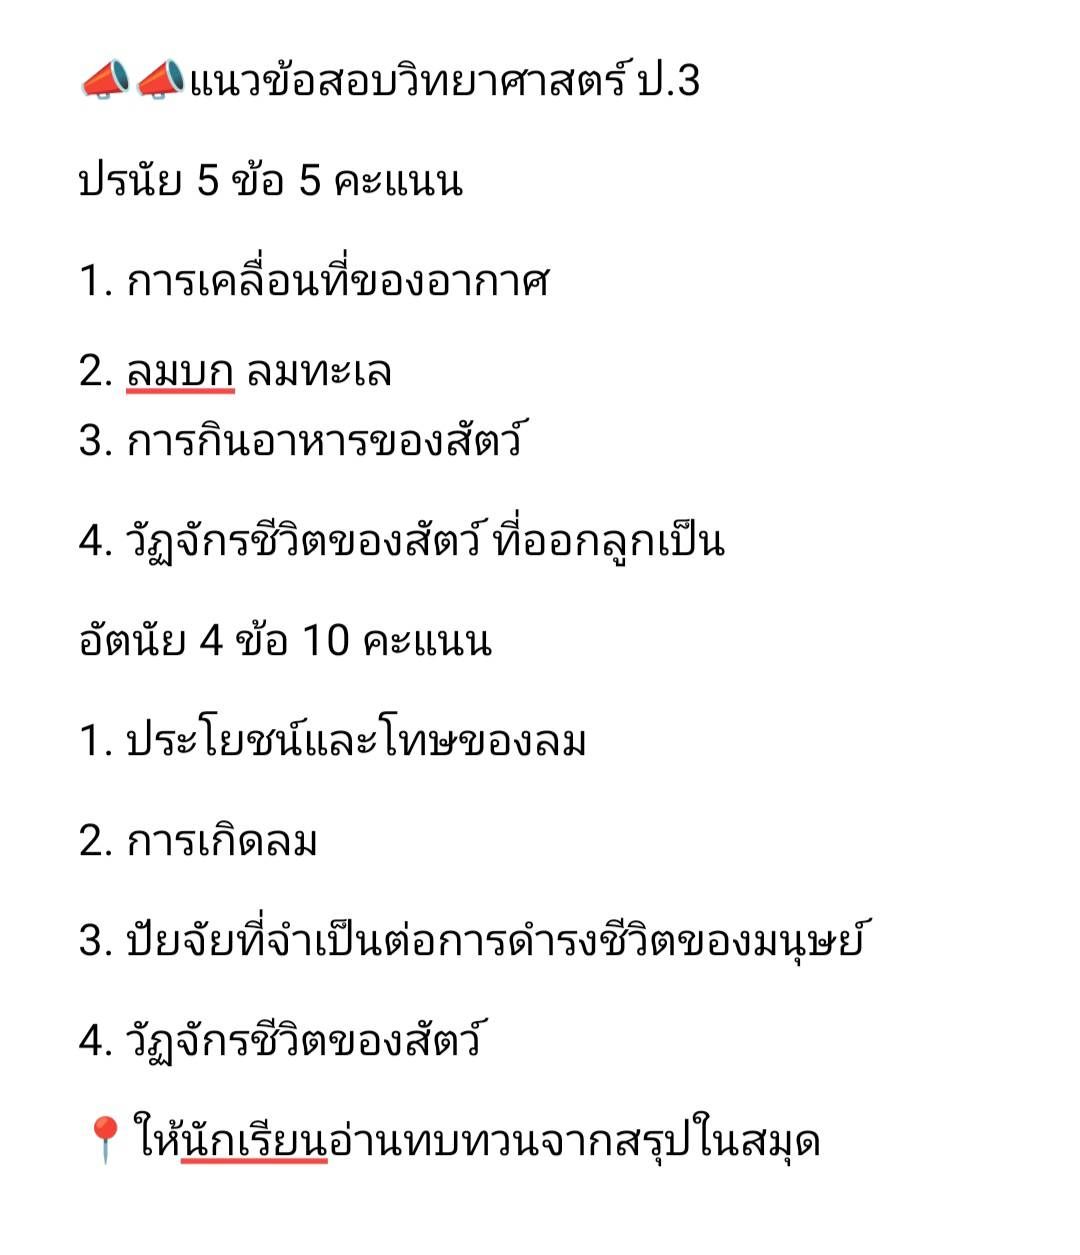 📣📣แนวข้อสอบวิทยาศาสตร์ ป.3
ปรนัย 5 ข้อ 5 คะแนน
1. การเคลื่อนที่ของอากาศ
2. ลมบก ลมทะเล
3. การกินอาหารของสัตว์
4. วัฏจักรชีวิตของสัตว์ ที่ออกลูกเป็น
อัตนัย 4 ข้อ 10 คะแนน
1. ประโยชน์และโทษของลม
2. การเกิดลม
3. ปัยจัยที่จำเป็นต่อการดำรงชีวิตของมนุษย์
4. วัฏจักรชีวิตของสัตว์
📍ให้นักเรียนอ่านทบทวนจากสรุปในสมุด